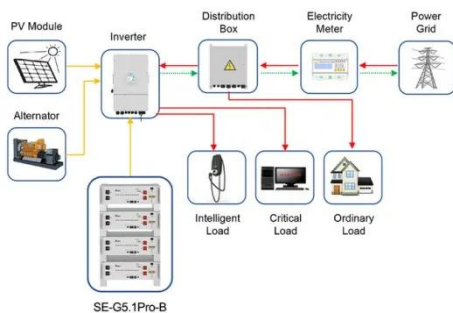 PV Module
Inverter
Distribution
Box
Electricity
Meter
Power
Grid
Alternator
Intelligent
Load
Critical
Load
Ordinary
Load
SE-G5.1Pro-B